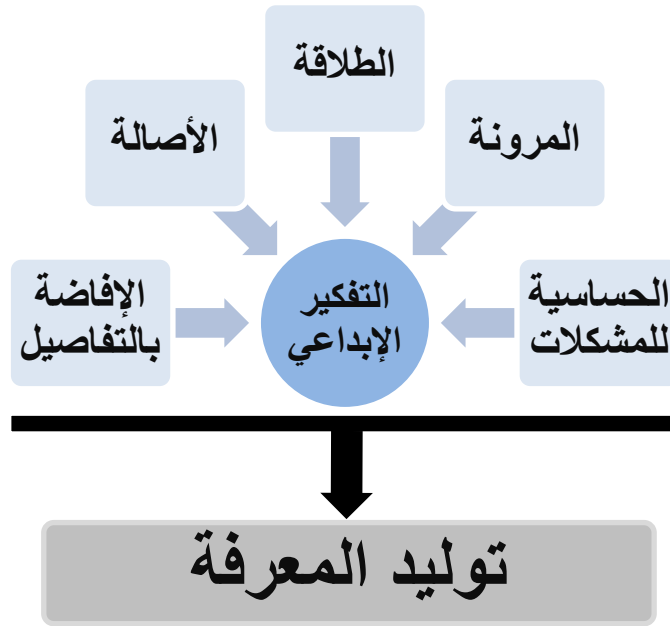 الطلاقة
المرونة
الأصالة
الحساسية
للمشكلات
التفكير
الإبداعي
الإفاضة
بالتفاصيل
توليد المعرفة